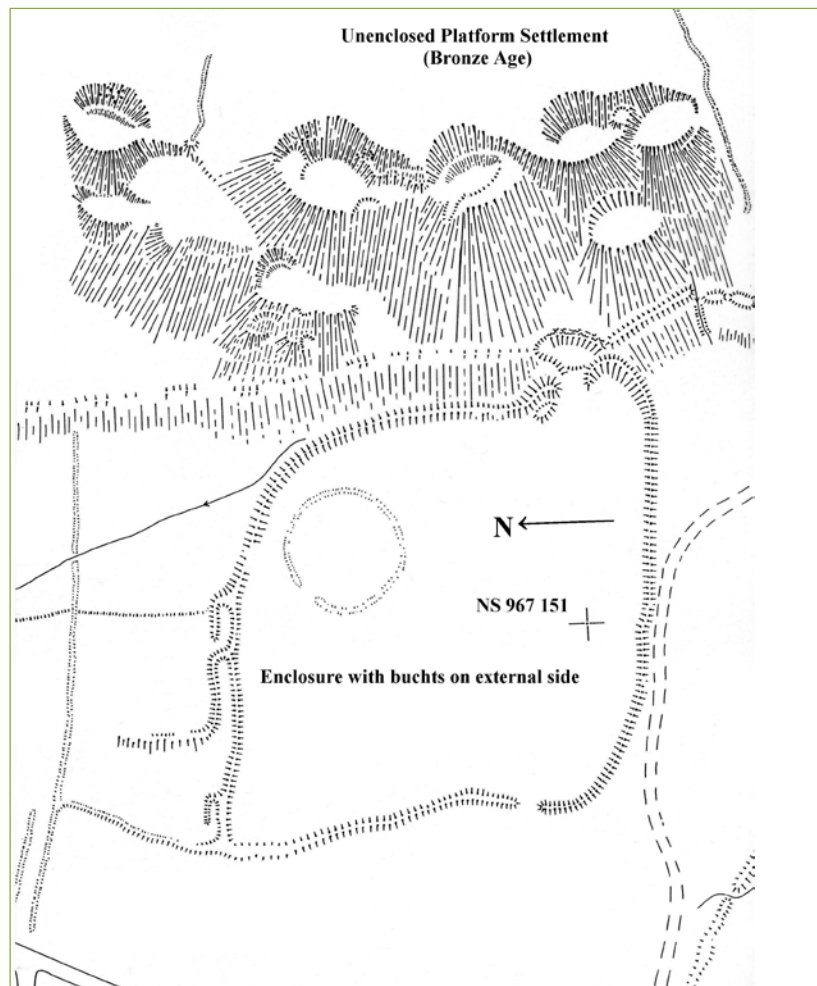 Unenclosed Platform Settlement
(Bronze Age)
N
NS 967 151
Enclosure with buchts on external side